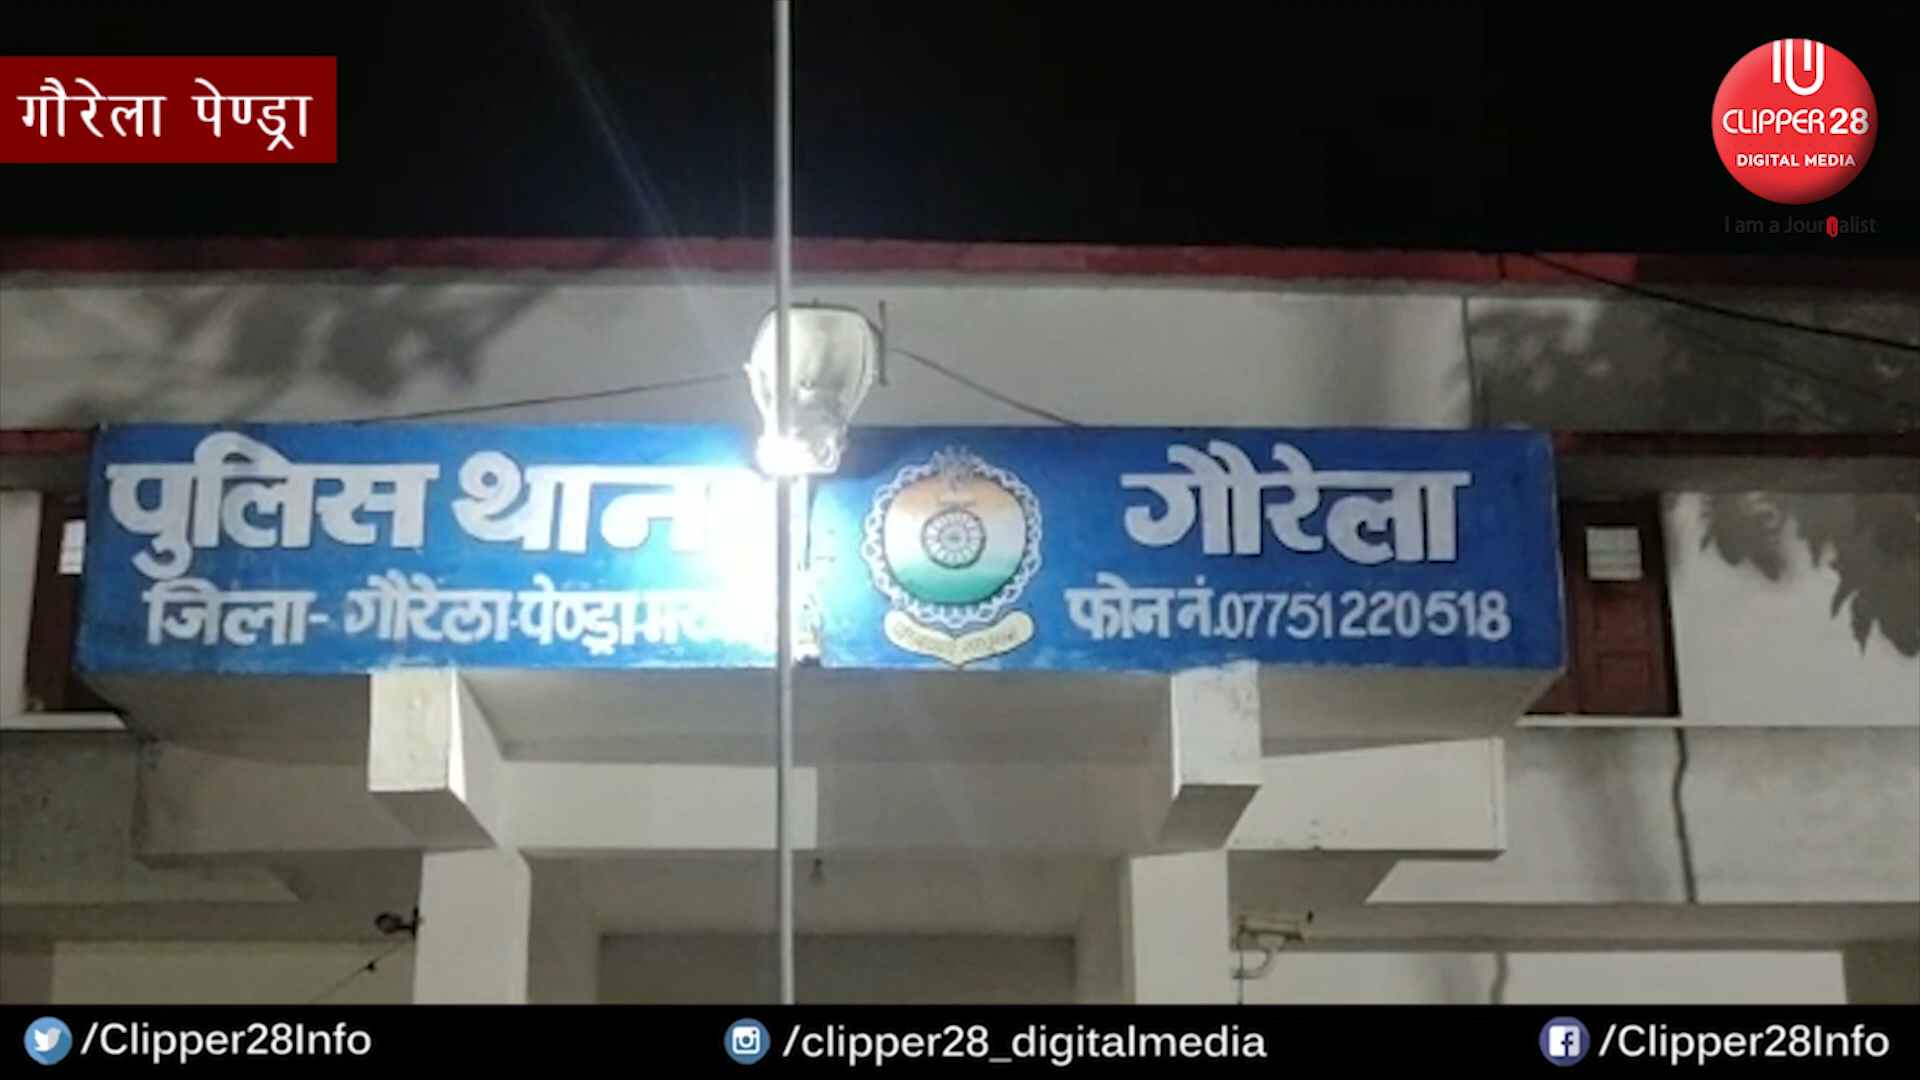 गौरेला पेण्ड्रा
CLIPPER 28
DIGITAL MEDIA
I am a Journalist
पुलिस थाना
गौरेला
जिला- गौरेला-पेण्ड्रा
फोन नं. 07751220518
/Clipper28Info
/clipper28_digitalmedia
/Clipper28Info